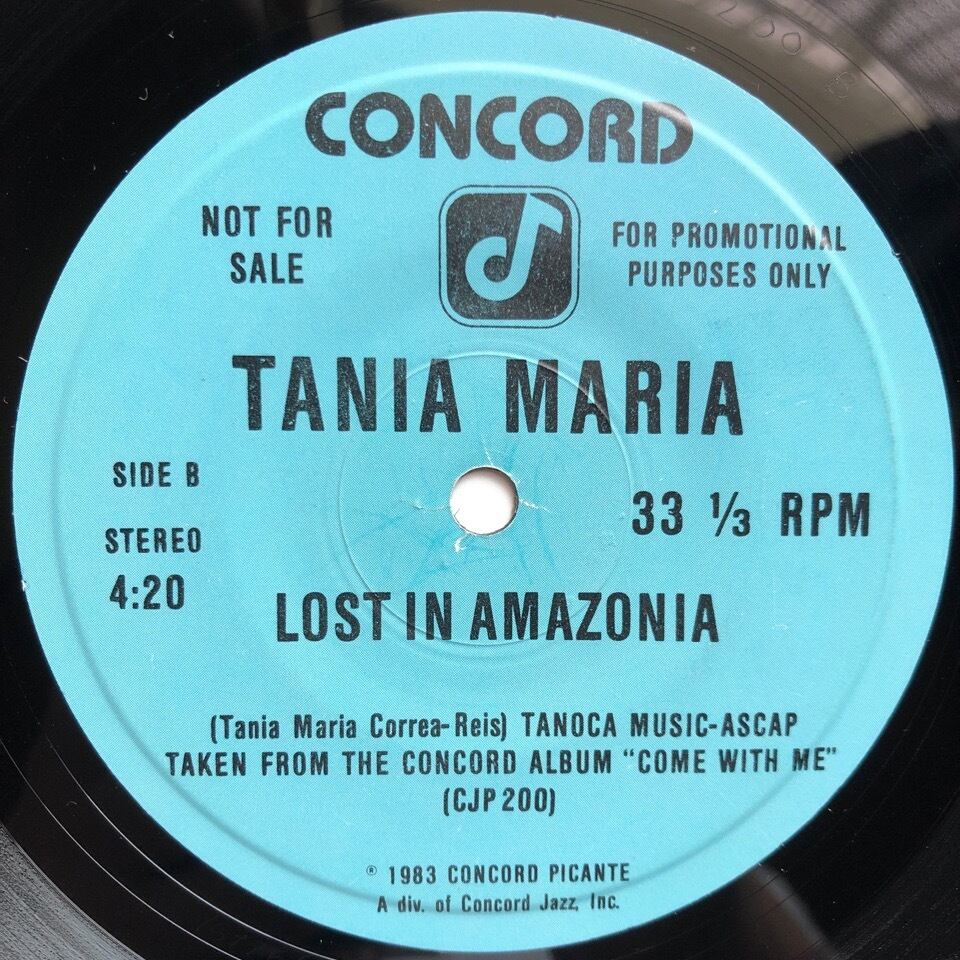 CONCORD
NOT FOR
SALE
FOR PROMOTIONAL
PURPOSES ONLY
TANIA MARIA
SIDE B
STEREO
4:20
33 ⅓ RPM
LOST IN AMAZONIA
(Tania Maria Correa-Reis) TANOCA MUSIC-ASCAP
TAKEN FROM THE CONCORD ALBUM "COME WITH ME"
(CJP 200)
℗ 1983 CONCORD PICANTE
A div. of Concord Jazz, Inc.